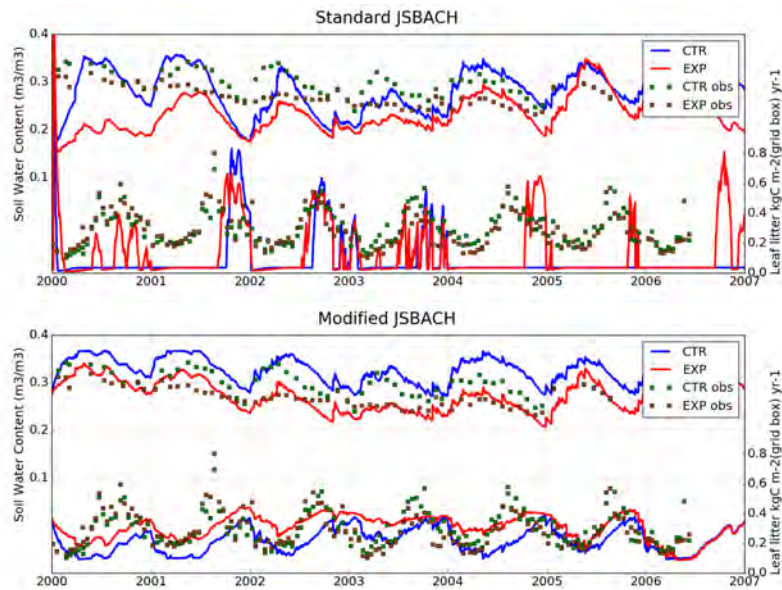 Standard JSBACH
0.4
0.3
0.2
0.1
Soil Water Content (m3/m3)
CTR
EXP
CTR obs
EXP obs
0.8
0.6
0.4
0.2
0.0
Leaf litter kgC m-2(grid box) yr-1
2000 2001 2002 2003 2004 2005 2006 2007
Modified JSBACH
0.4
0.3
0.2
0.1
Soil Water Content (m3/m3)
CTR
EXP
CTR obs
EXP obs
0.8
0.6
0.4
0.2
0.0
Leaf litter kgC m-2(grid box) yr-1
2000 2001 2002 2003 2004 2005 2006 2007